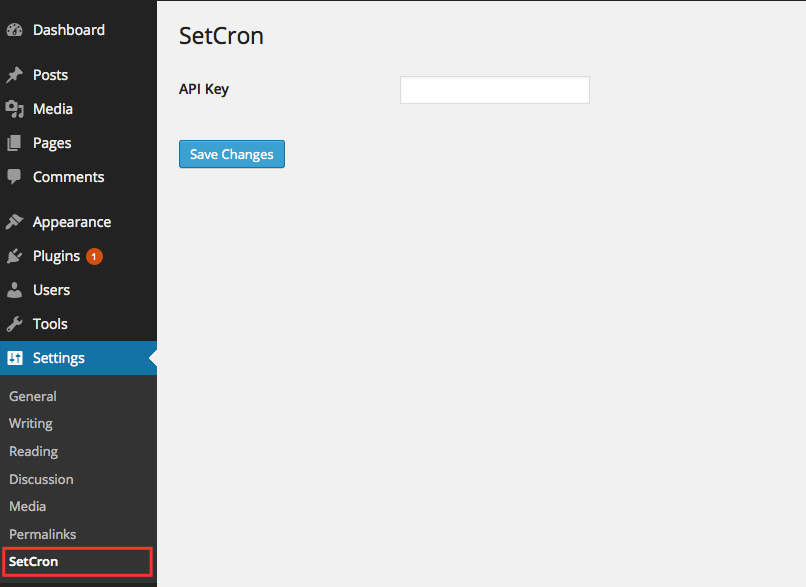 Dashboard
Posts
Media
Pages
Comments
Appearance
Plugins 1
Users
Tools
Settings
General
Writing
Reading
Discussion
Media
Permalinks
SetCron
SetCron
API Key
Save Changes